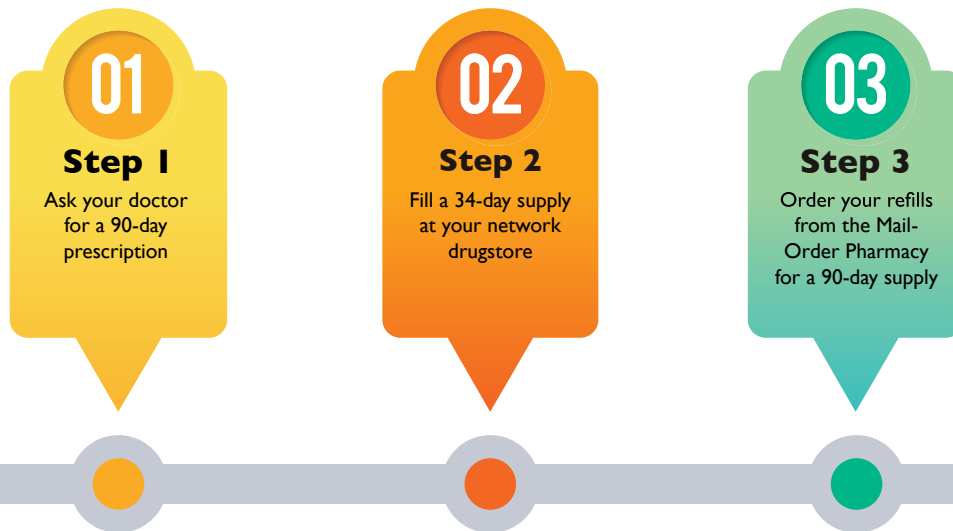 01
Step 1
Ask your doctor
for a 90-day
prescription
02
Step 2
Fill a 34-day supply
at your network
drugstore
03
Step 3
Order your refills
from the Mail-
Order Pharmacy
for a 90-day supply